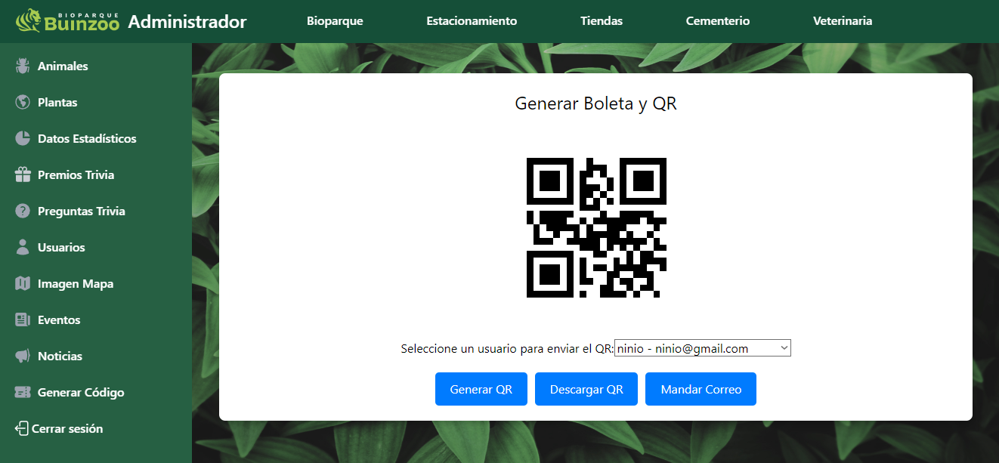 BIOPARQUE
Buinzoo Administrador Bioparque Estacionamiento Tiendas Cementerio Veterinaria
Animales
Plantas
Datos Estadísticos
Premios Trivia
Preguntas Trivia
Usuarios
Imagen Mapa
Eventos
Noticias
Generar Código
Cerrar sesión
Generar Boleta y QR
Seleccione un usuario para enviar el QR: ninio - ninio@gmail.com
Generar QR Descargar QR Mandar Correo